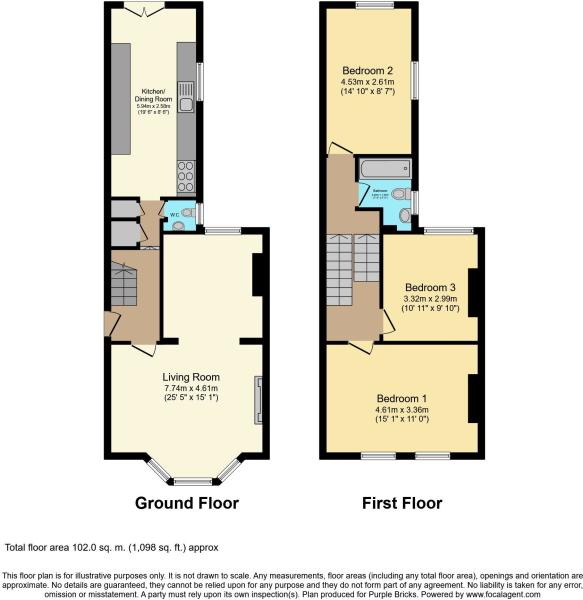 Kitchen/
Dining Room
5.94m x 2.58m
(19' 6" x 8' 6")
W.C
Living Room
7.74m x 4.61m
(25' 5" x 15' 1")
Ground Floor
Bedroom 2
4.53m x 2.61m
(14' 10" x 8' 7")
Bathroom
Bedroom 3
3.32m x 2.99m
(10' 11" x 9' 10")
Bedroom 1
4.61m x 3.36m
(15' 1" x 11' 0")
First Floor
Total floor area 102.0 sq. m. (1,098 sq. ft.) approx
This floor plan is for illustrative purposes only. It is not drawn to scale. Any measurements, floor areas (including any total floor area), openings and orientation are
approximate. No details are guaranteed, they cannot be relied upon for any purpose and they do not form part of any agreement. No liability is taken for any error,
omission or misstatement. A party must rely upon its own inspection(s). Plan produced for Purple Bricks. Powered by www.focalagent.com